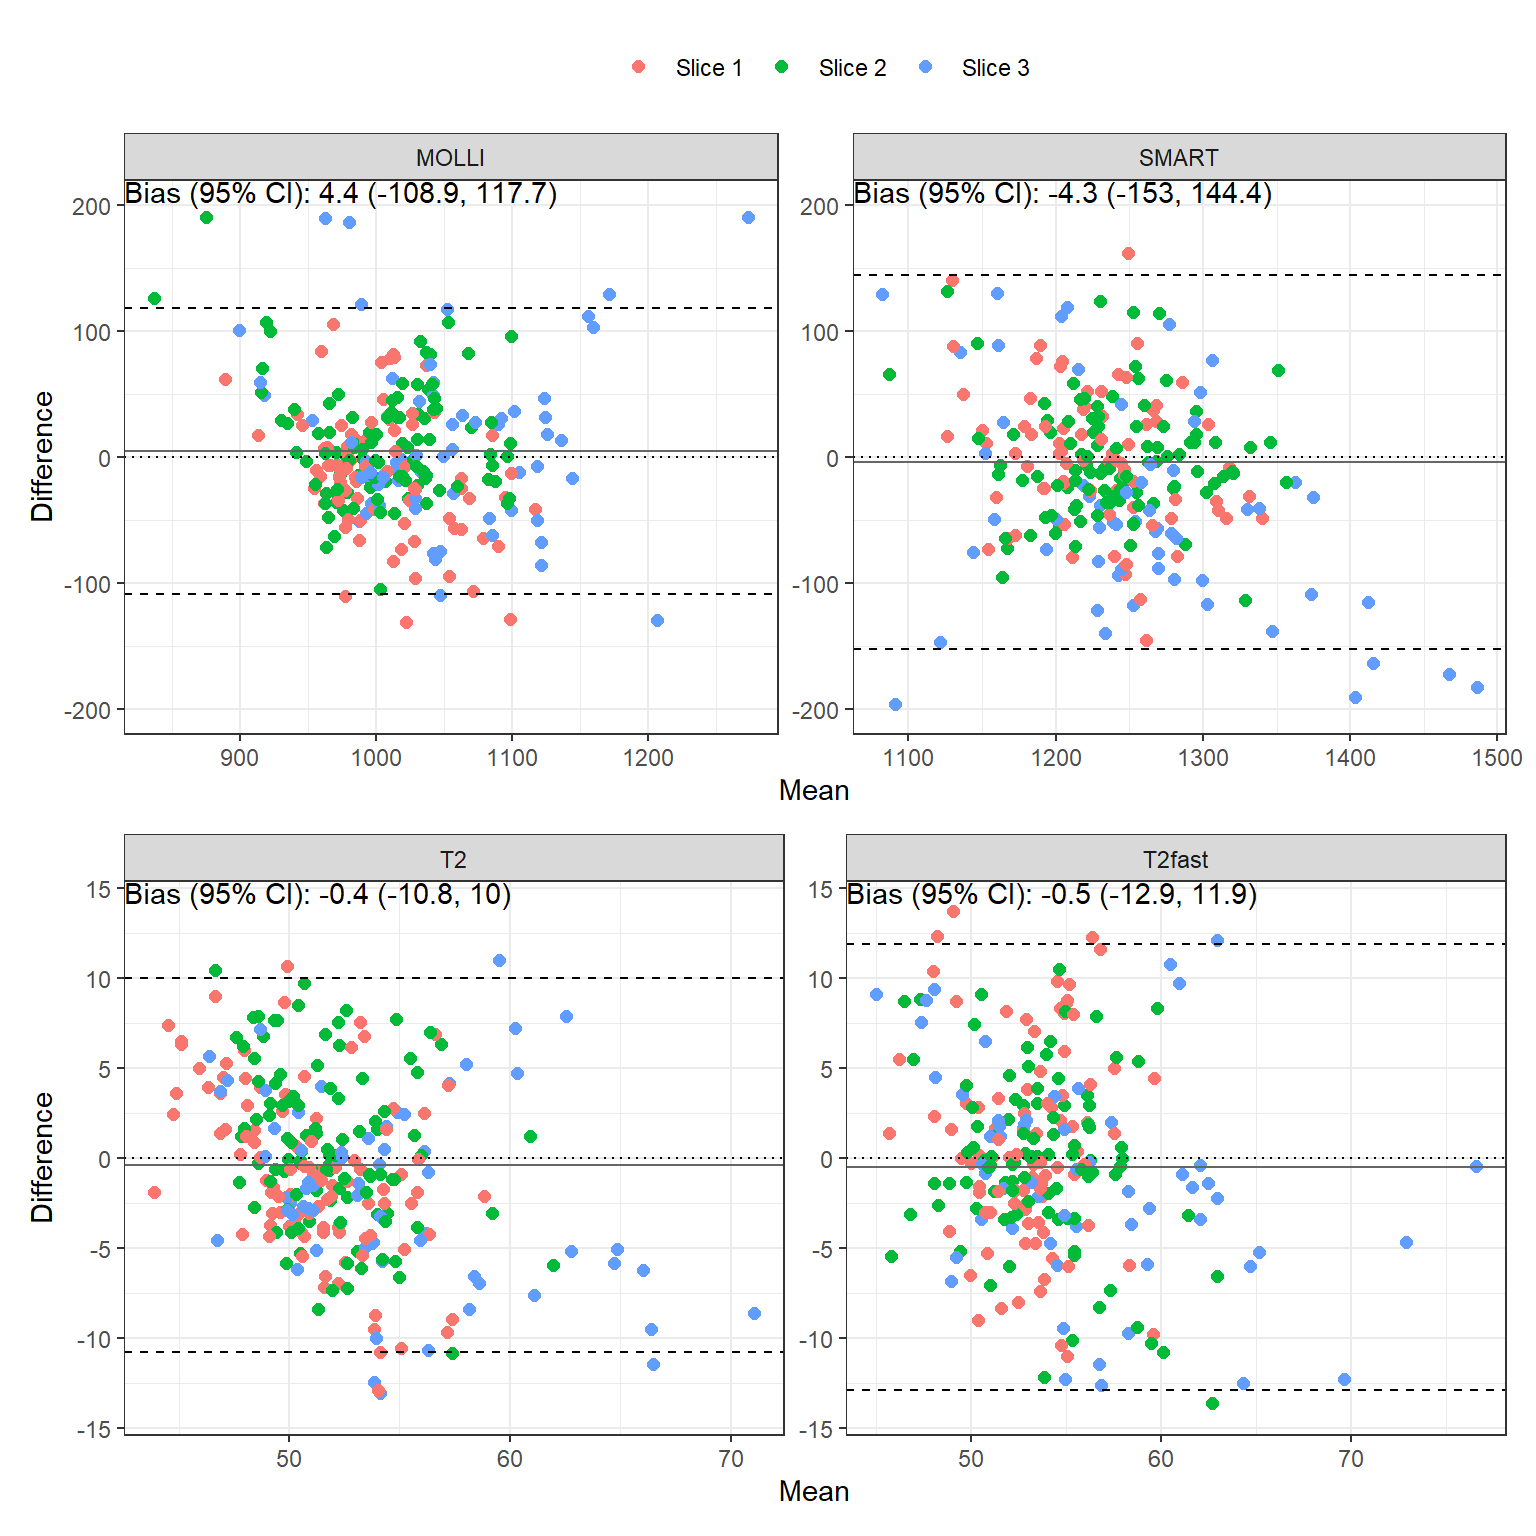 Slice 1 Slice 2 Slice 3
MOLLI SMART
Bias (95% CI): 4.4 (-108.9, 117.7) Bias (95% CI): -4.3 (-153, 144.4)
200 200
100 100
0 0
-100 -100
-200 -200
Difference
900 1000 1100 1200 1100 1200 1300 1400 1500
Mean
T2 T2fast
Bias (95% CI): -0.4 (-10.8, 10) Bias (95% CI): -0.5 (-12.9, 11.9)
15 15
10 10
5 5
0 0
-5 -5
-10 -10
-15 -15
Difference
50 60 70 50 60 70
Mean